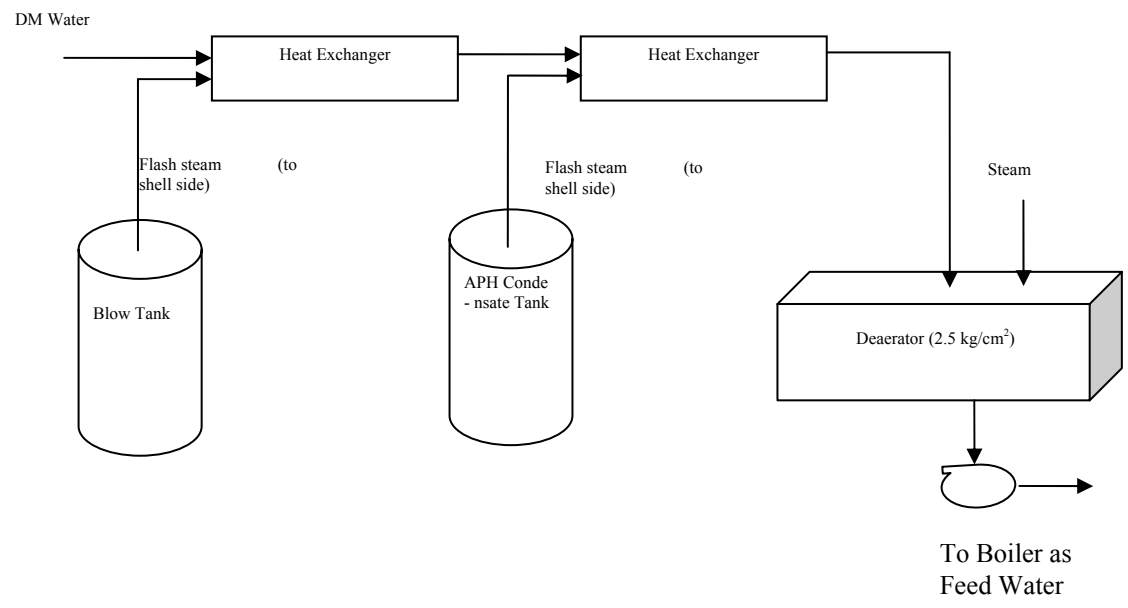 DM Water
Heat Exchanger
Heat Exchanger
Flash steam (to
shell side)
Flash steam (to
shell side)
Steam
Blow Tank
APH Conde
- nsate Tank
Deaerator (2.5 kg/cm²)
To Boiler as
Feed Water